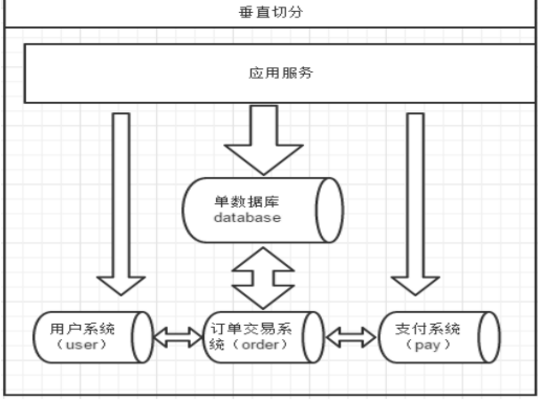 垂直切分
应用服务
单数据库
database
用户系统
（user）
订单交易系
统（order）
支付系统
（pay）